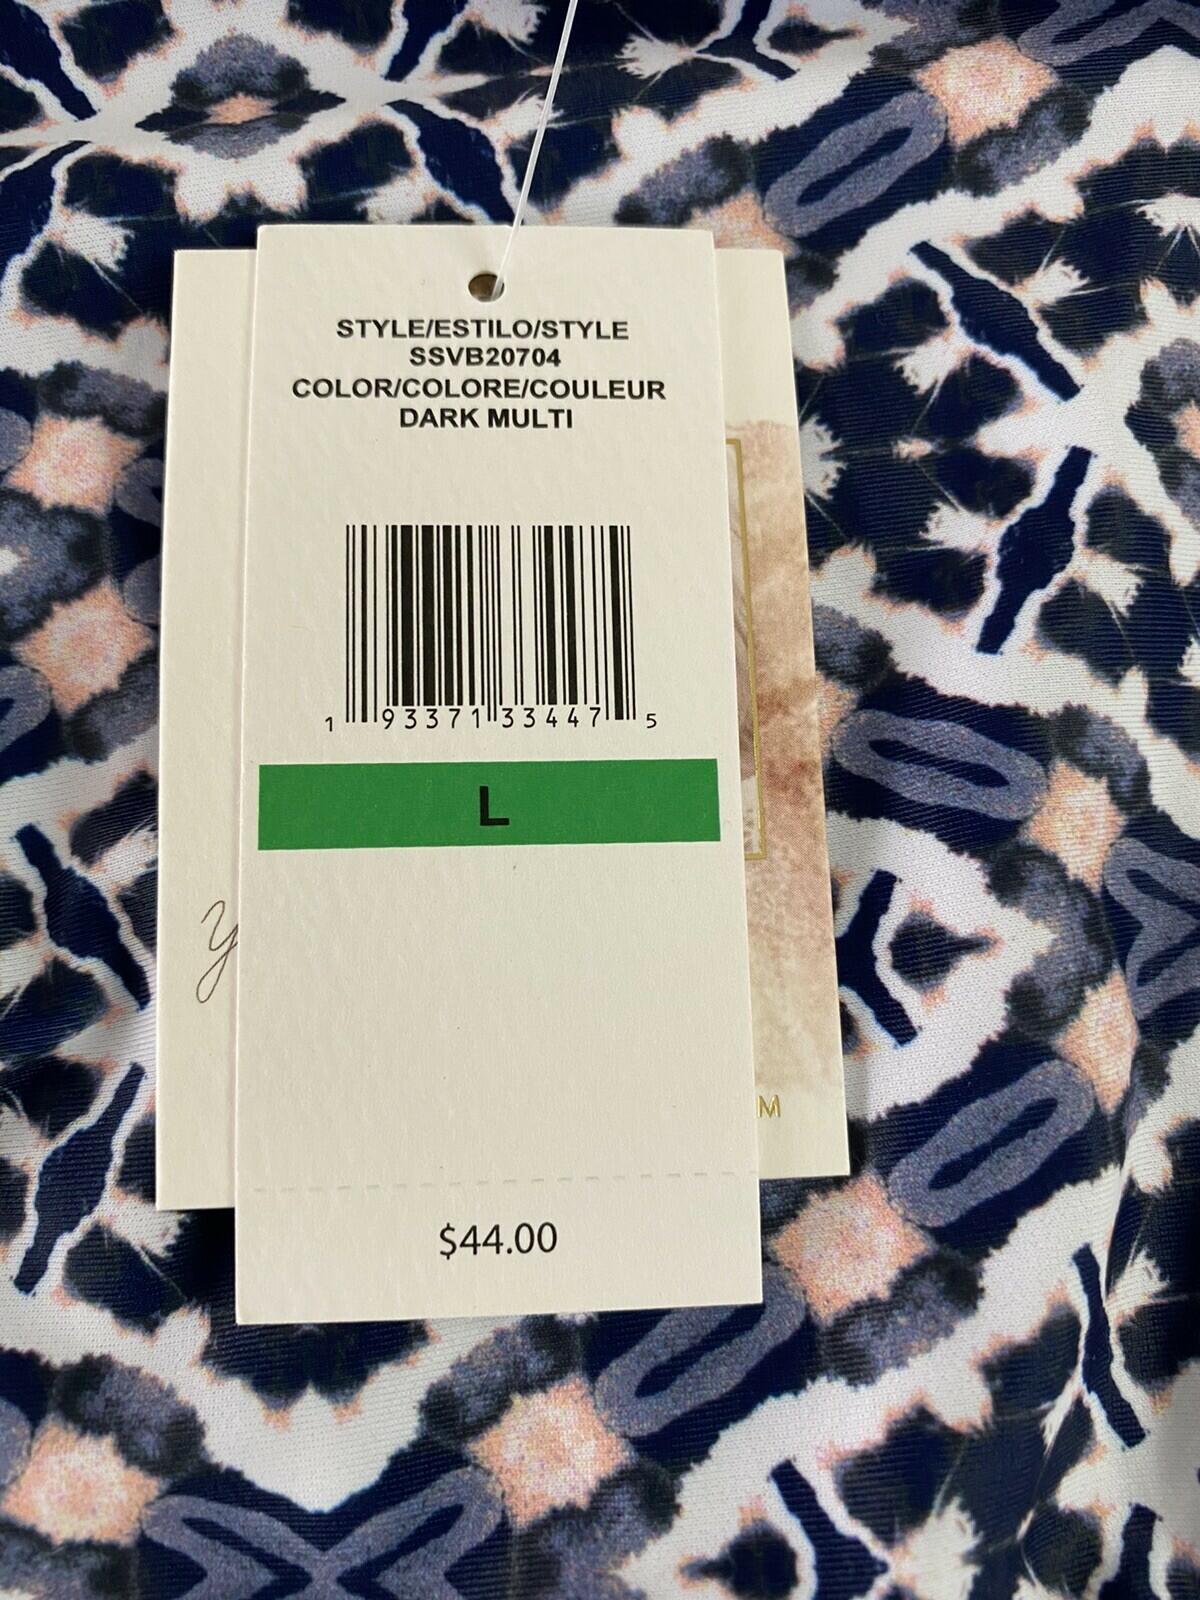 STYLE/ESTILO/STYLE
SSVB20704
COLOR/COLORE/COULEUR
DARK MULTI
1 93371 33447 5
L
$44.00